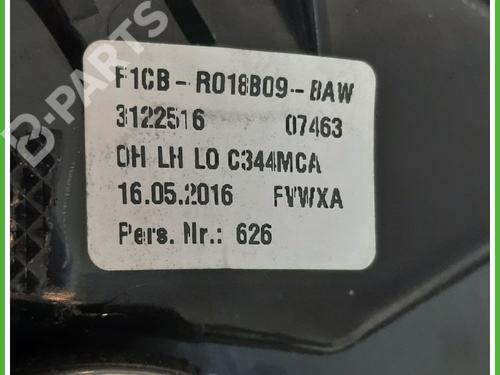 B-PARTS
F1CB-R018B09-BAW
3122516 07463
OH LH LO C344MCA
16.05.2016 FVWXA
Pers. Nr.: 626